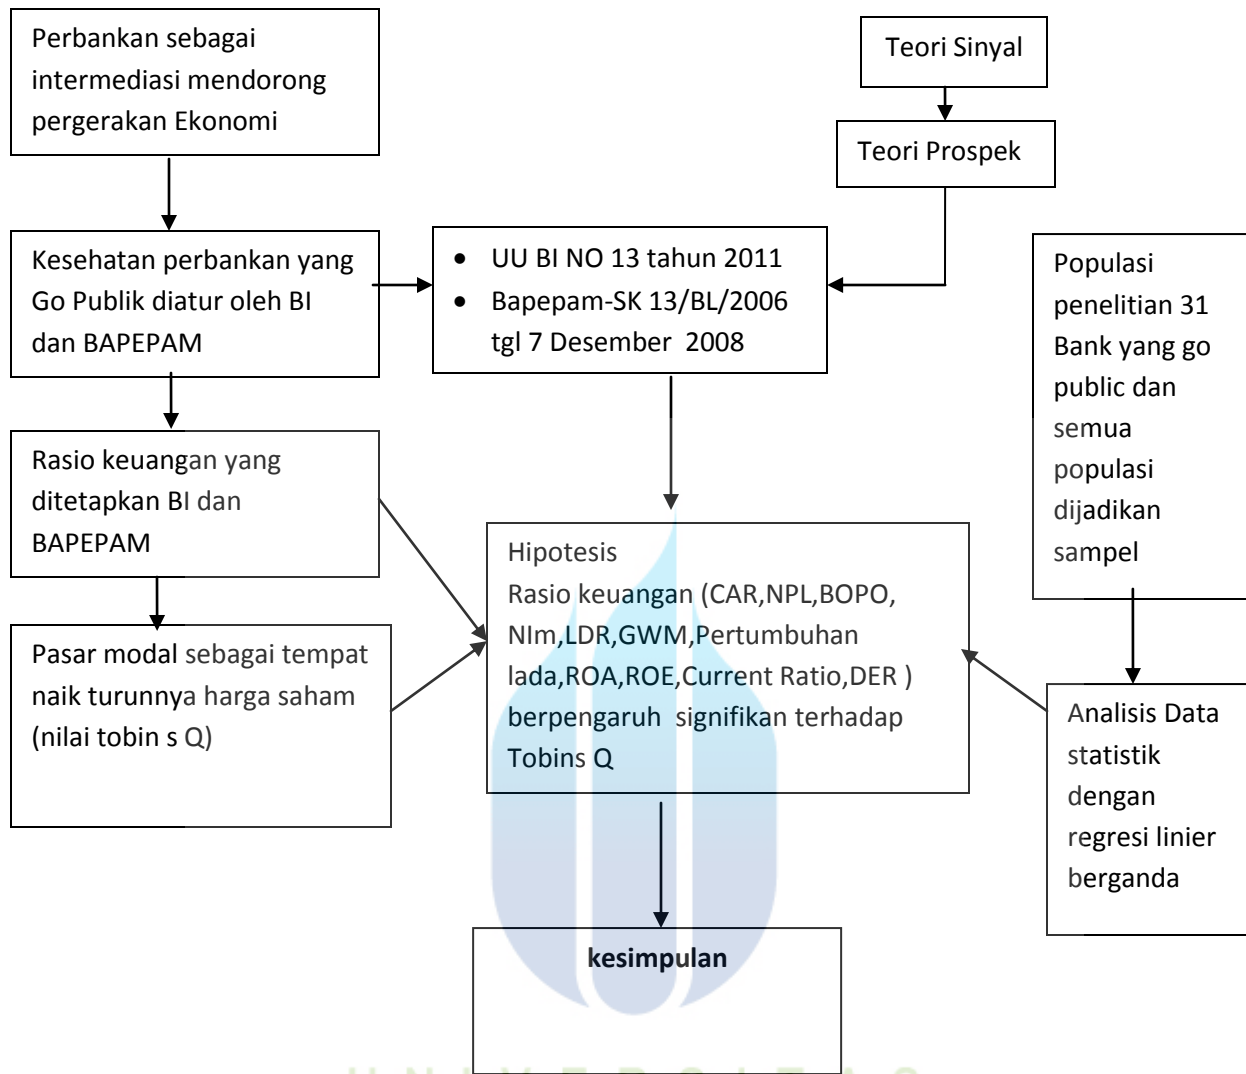 Perbankan sebagai
intermediasi mendorong
pergerakan Ekonomi
Teori Sinyal
Teori Prospek
Kesehatan perbankan yang
Go Publik diatur oleh BI
dan BAPEPAM
• UU BI NO 13 tahun 2011
• Bapepam-SK 13/BL/2006
tgl 7 Desember 2008
Populasi
penelitian 31
Bank yang go
public dan
semua
populasi
dijadikan
sampel
Rasio keuangan yang
ditetapkan BI dan
BAPEPAM
Hipotesis
Rasio keuangan (CAR,NPL,BOPO,
NIm,LDR,GWM,Pertumbuhan
lada,ROA,ROE,Current Ratio,DER )
berpengaruh signifikan terhadap
Tobins Q
Pasar modal sebagai tempat
naik turunnya harga saham
(nilai tobin s Q)
Analisis Data
statistik
dengan
regresi linier
berganda
kesimpulan
UNIVERSITAS